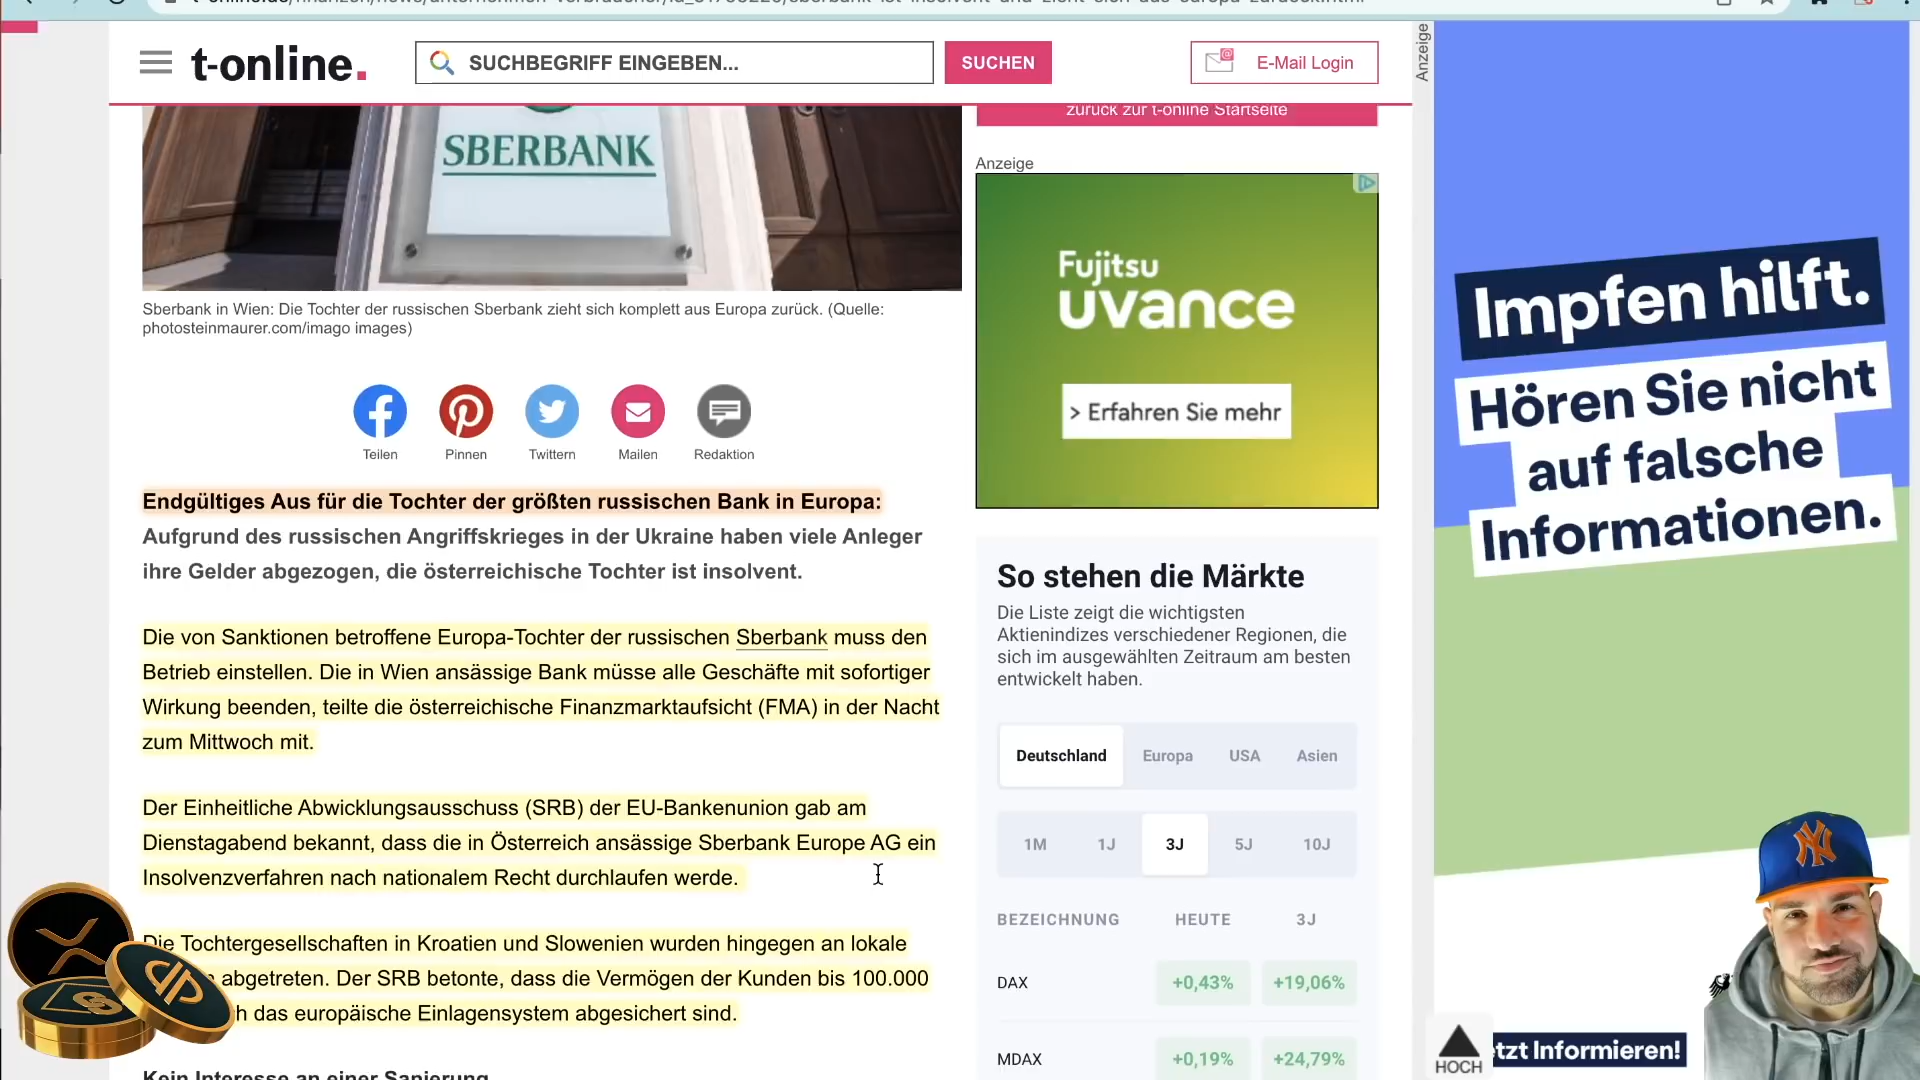 t-online.
SUCHBEGRIFF EINGEBEN...
SUCHEN
E-Mail Login
Anzeige
zurück zur t-online Startseite
SBERBANK
Sberbank in Wien: Die Tochter der russischen Sberbank zieht sich komplett aus Europa zurück. (Quelle:
photosteinmaurer.com/imago images)
Teilen
Pinnen
Twittern
Mailen
Redaktion
Endgültiges Aus für die Tochter der größten russischen Bank in Europa:
Aufgrund des russischen Angriffskrieges in der Ukraine haben viele Anleger
ihre Gelder abgezogen, die österreichische Tochter ist insolvent.
Die von Sanktionen betroffene Europa-Tochter der russischen Sberbank muss den
Betrieb einstellen. Die in Wien ansässige Bank müsse alle Geschäfte mit sofortiger
Wirkung beenden, teilte die österreichische Finanzmarktaufsicht (FMA) in der Nacht
zum Mittwoch mit.
Der Einheitliche Abwicklungsausschuss (SRB) der EU-Bankenunion gab am
Dienstagabend bekannt, dass die in Österreich ansässige Sberbank Europe AG ein
Insolvenzverfahren nach nationalem Recht durchlaufen werde.
Die Tochtergesellschaften in Kroatien und Slowenien wurden hingegen an lokale
abgetreten. Der SRB betonte, dass die Vermögen der Kunden bis 100.000
h das europäische Einlagensystem abgesichert sind.
Kein Interesse an einer Sanierung
Anzeige
Fujitsu
uvance
> Erfahren Sie mehr
So stehen die Märkte
Die Liste zeigt die wichtigsten
Aktienindizes verschiedener Regionen, die
sich im ausgewählten Zeitraum am besten
entwickelt haben.
Deutschland Europa USA Asien
1M 1J 3J 5J 10J
BEZEICHNUNG HEUTE 3J
DAX +0,43% +19,06%
MDAX +0,19% +24,79%
Impfen hilft.
Hören Sie nicht
auf falsche
Informationen.
etzt Informieren!
HOCH